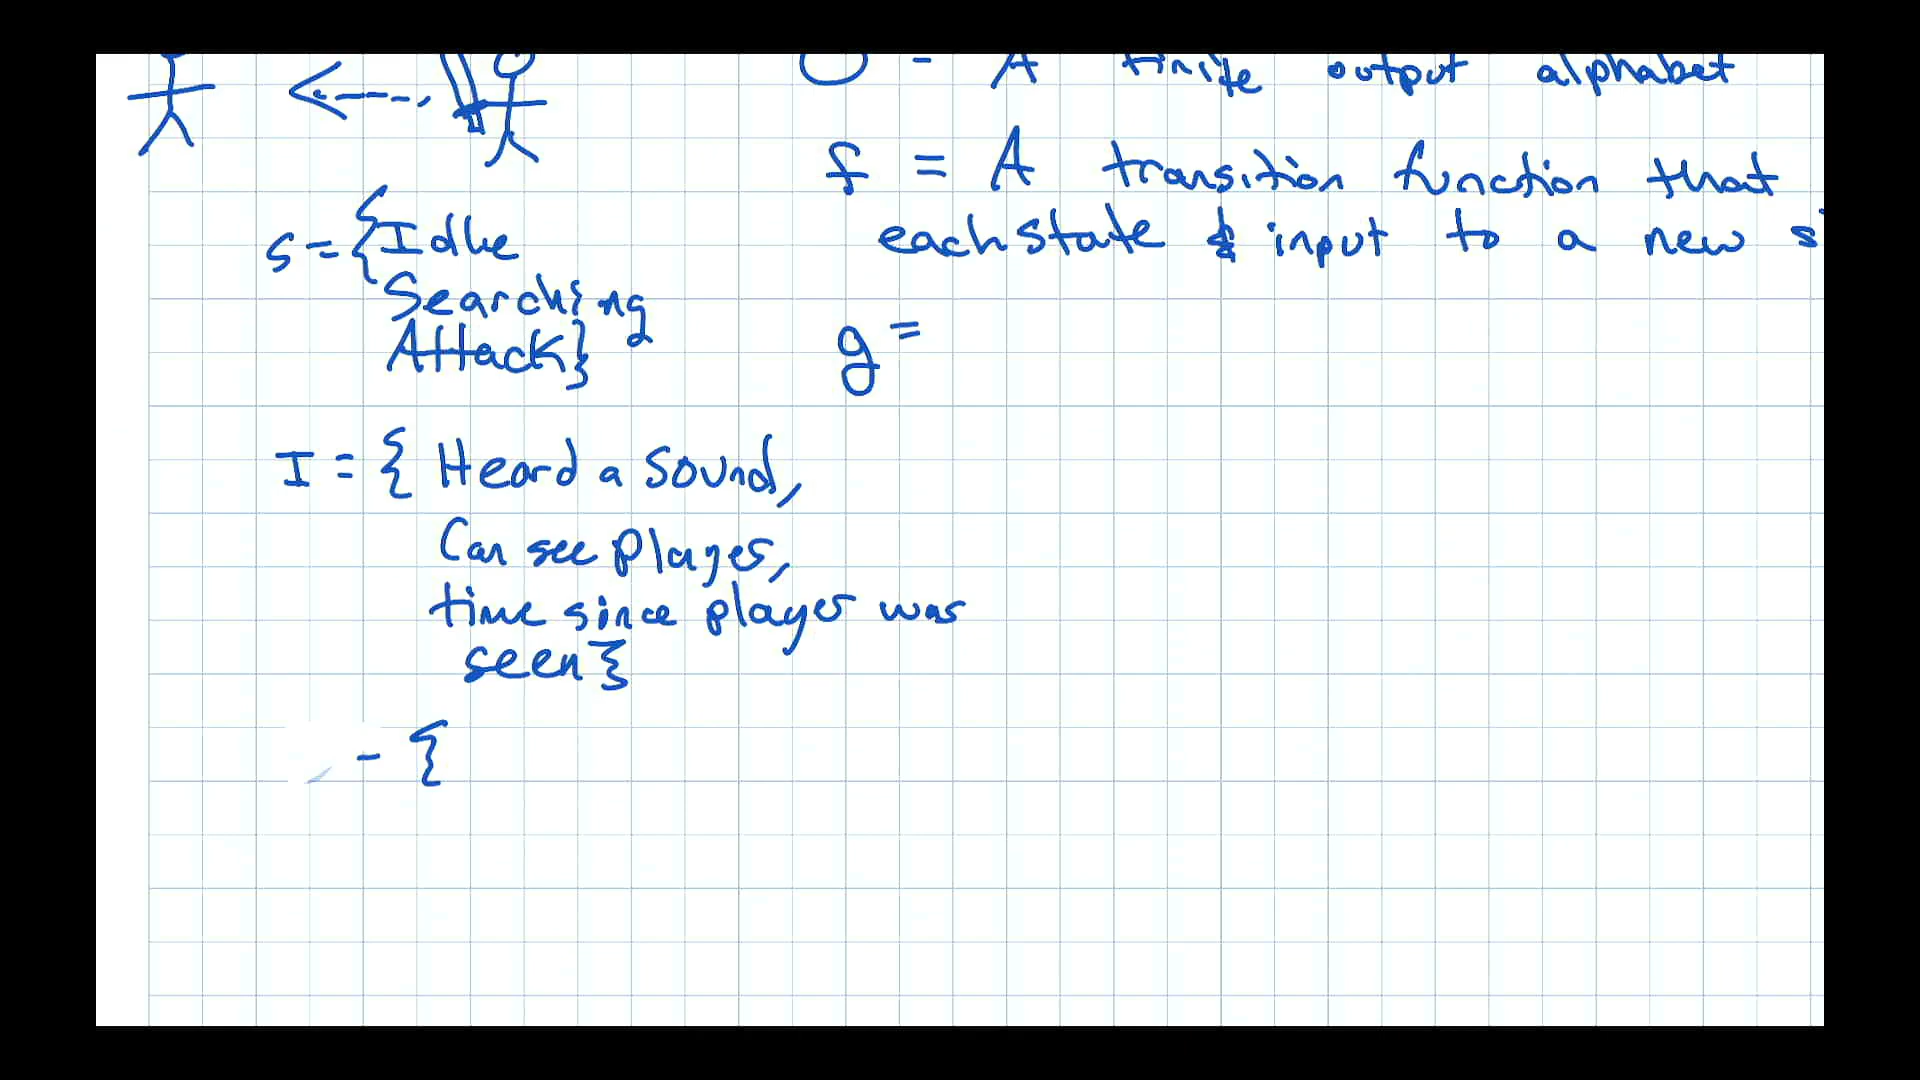 O - A finite output alphabet
f = A transition function that
each state & input to a new s
g =
S = {Idle
Searching
Attack}
I = { Heard a Sound,
Can see Player,
time since player was
seen}
- {